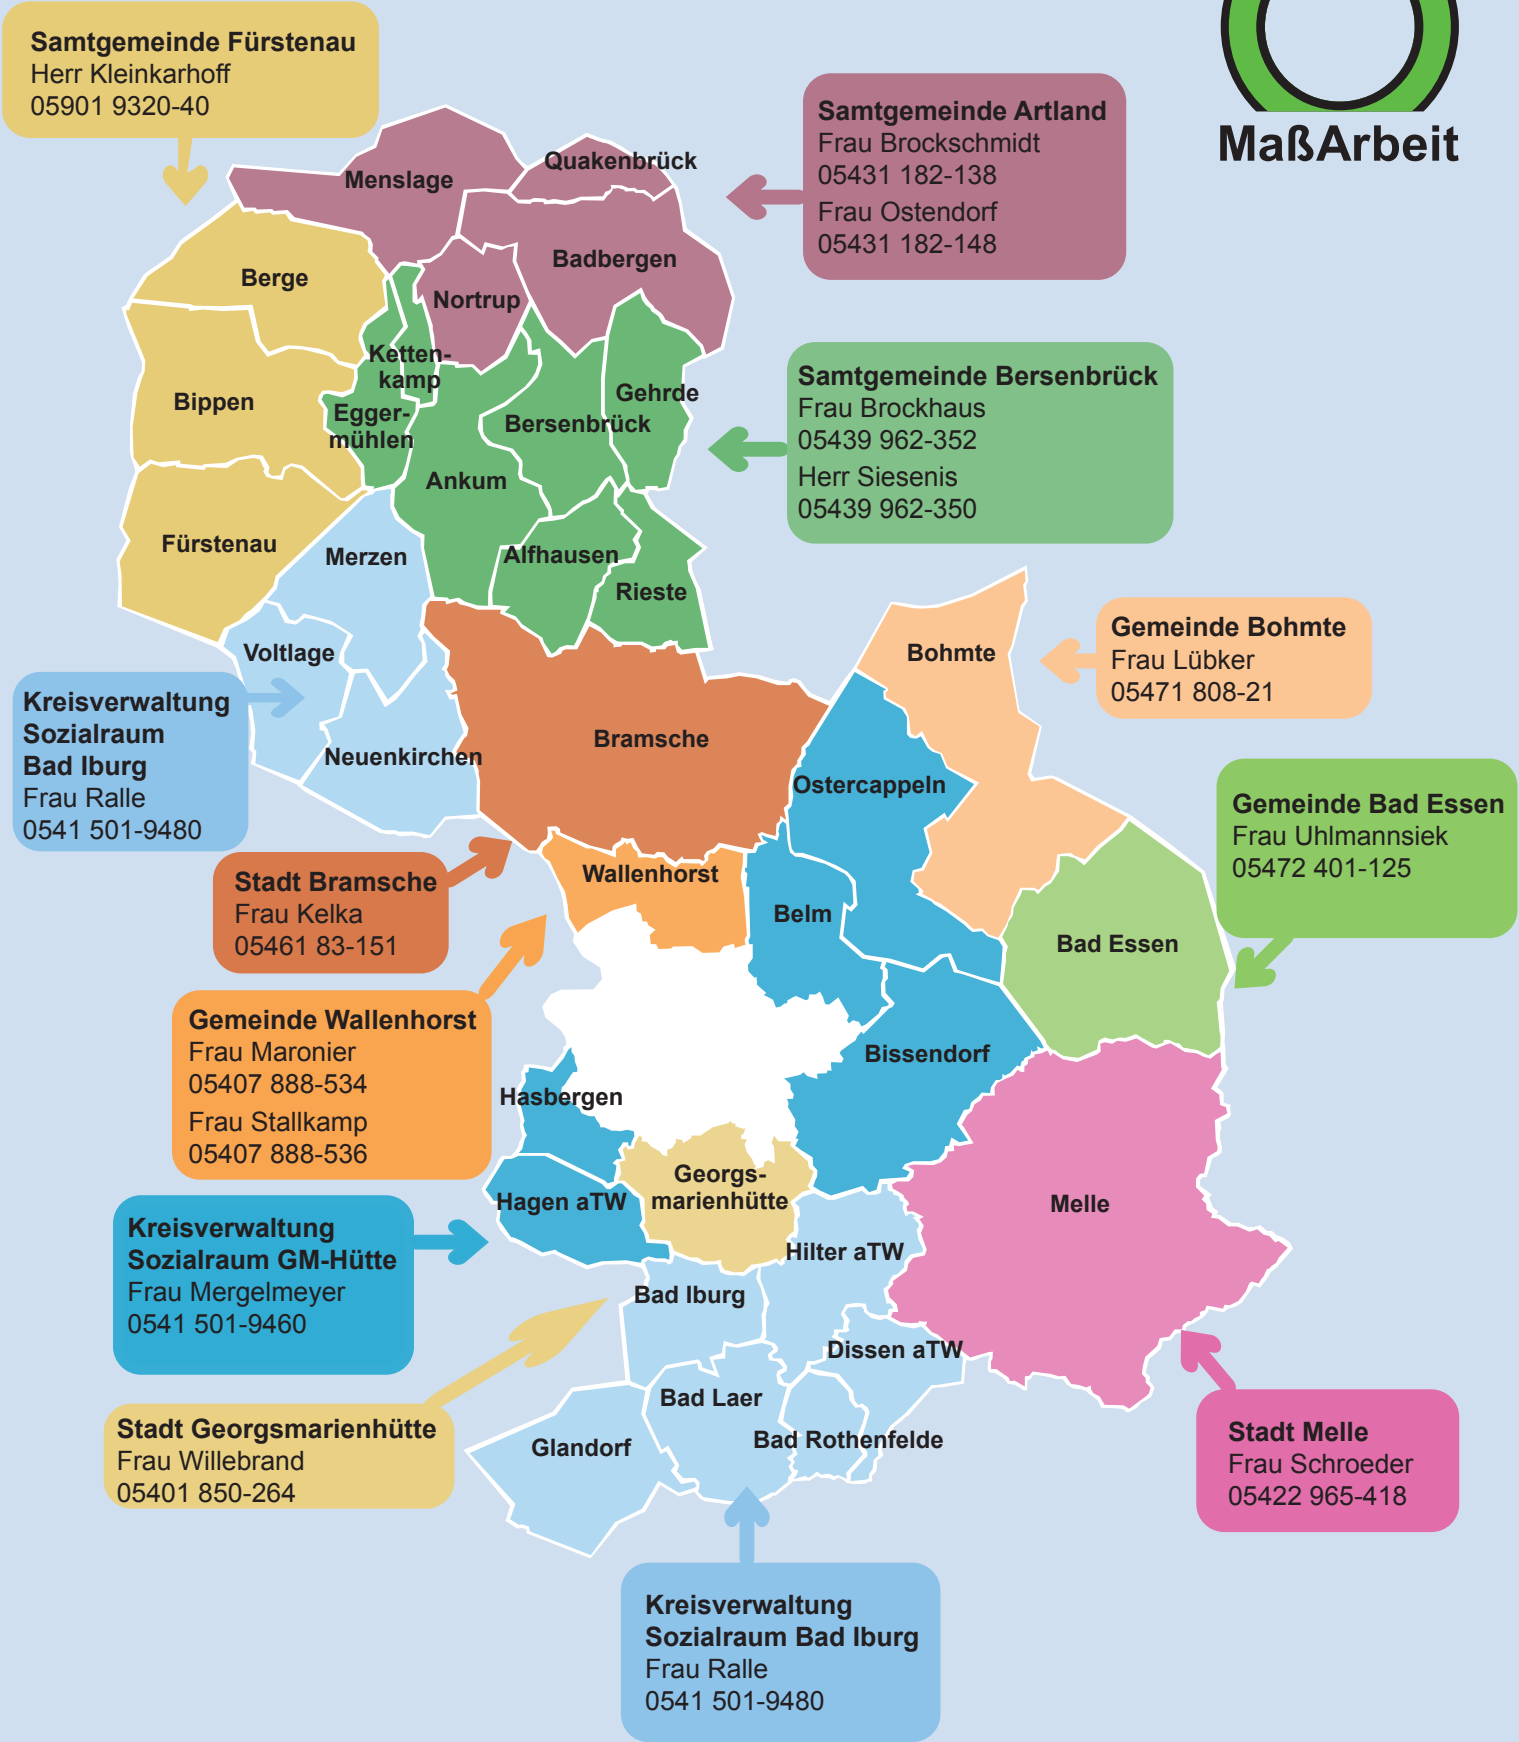 Samtgemeinde Fürstenau
Herr Kleinkarhoff
05901 9320-40
MaßArbeit
Samtgemeinde Artland
Frau Brockschmidt
05431 182-138
Frau Ostendorf
05431 182-148
Quakenbrück
Menslage
Badbergen
Berge
Nortrup
Ketten-
kamp
Bippen
Egger-
mühlen
Bersenbrück
Gehrde
Ankum
Samtgemeinde Bersenbrück
Frau Brockhaus
05439 962-352
Herr Siesenis
05439 962-350
Fürstenau
Merzen
Alfhausen
Rieste
Voltlage
Neuenkirchen
Bramsche
Bohmte
Gemeinde Bohmte
Frau Lübker
05471 808-21
Kreisverwaltung
Sozialraum
Bad Iburg
Frau Ralle
0541 501-9480
Ostercappeln
Gemeinde Bad Essen
Frau Uhlmannsiek
05472 401-125
Stadt Bramsche
Frau Kelka
05461 83-151
Wallenhorst
Belm
Bad Essen
Gemeinde Wallenhorst
Frau Maronier
05407 888-534
Frau Stallkamp
05407 888-536
Bissendorf
Hasbergen
Georgs-
marienhütte
Hagen aTW
Melle
Kreisverwaltung
Sozialraum GM-Hütte
Frau Mergelmeyer
0541 501-9460
Hilter aTW
Bad Iburg
Dissen aTW
Bad Laer
Glandorf
Bad Rothenfelde
Stadt Georgsmarienhütte
Frau Willebrand
05401 850-264
Stadt Melle
Frau Schroeder
05422 965-418
Kreisverwaltung
Sozialraum Bad Iburg
Frau Ralle
0541 501-9480